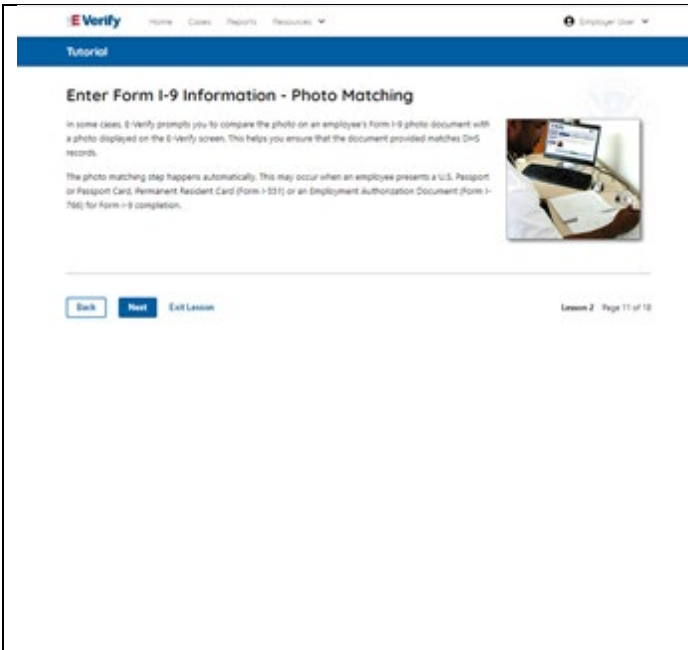 E-Verify
Home Cases Reports Resources
Employer User
Tutorial
Enter Form I-9 Information - Photo Matching
In some cases, E-Verify prompts you to compare the photo on an employee's Form I-9 photo document with
a photo displayed on the E-Verify screen. This helps you ensure that the document provided matches DHS
records.
The photo matching step happens automatically. This may occur when an employee presents a U.S. Passport
or Passport Card, Permanent Resident Card (Form I-551) or an Employment Authorization Document (Form I-
766) for Form I-9 completion.
Back Next Exit Lesson
Lesson 2 Page 11 of 18